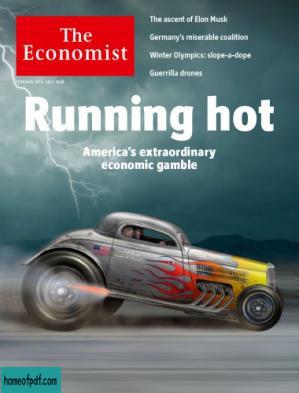 The
Economist
The ascent of Elon Musk
Germany's miserable coalition
Winter Olympics: slope-a-dope
Guerrilla drones
Running hot
America's extraordinary
economic gamble
homeofpdf.com